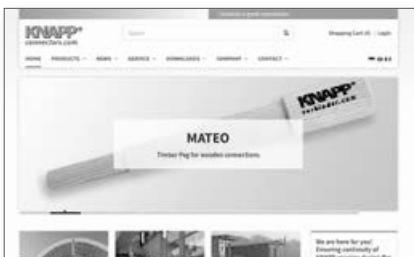 KNAPP®
connectors.com
Search
Shopping Cart (0) | Login
HOME PRODUCTS NEWS SERVICE DOWNLOADS COMPANY CONTACT
KNAPP®
verbinder.com
MATEO
Timber Peg for wooden connections
We are here for you!
Ensuring continuity of